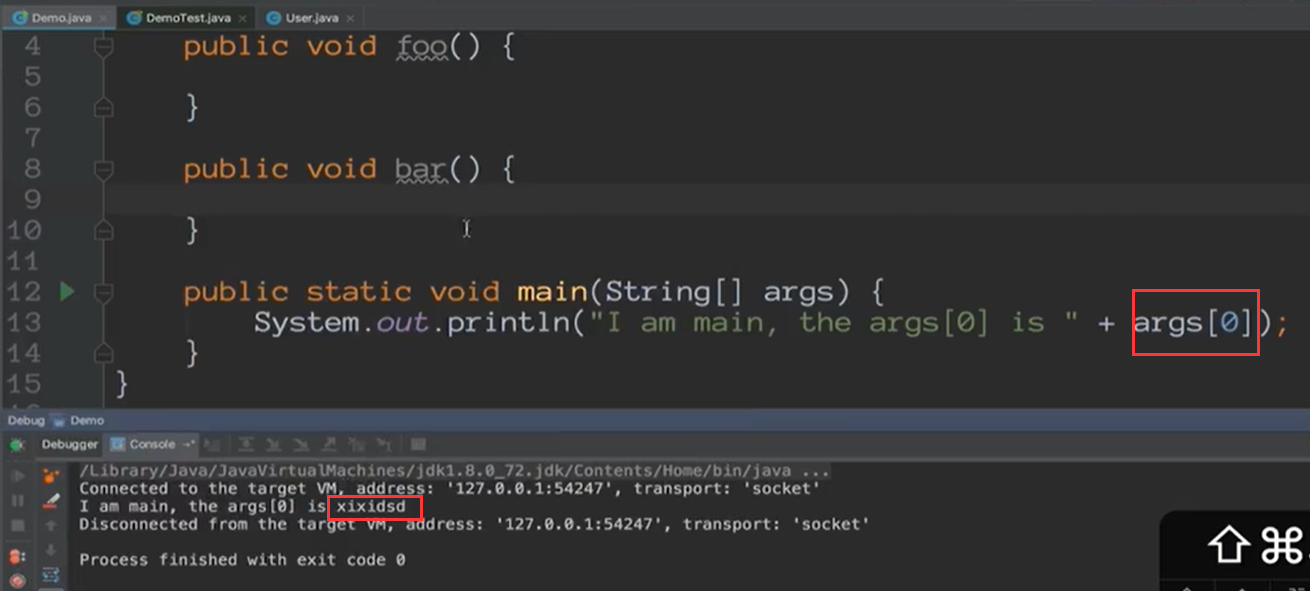 Demo.java DemoTest.java User.java
4 public void foo() {
5
6 }
7
8 public void bar() {
9
10 }
11
12 public static void main(String[] args) {
13 System.out.println("I am main, the args[0] is " + args[0]);
14 }
15 }
Debug Demo
Debugger Console
/Library/Java/JavaVirtualMachines/jdk1.8.0_72.jdk/Contents/Home/bin/java ...
Connected to the target VM, address: '127.0.0.1:54247', transport: 'socket'
I am main, the args[0] is xixidsd
Disconnected from the target VM, address: '127.0.0.1:54247', transport: 'socket'
Process finished with exit code 0
⇧⌘